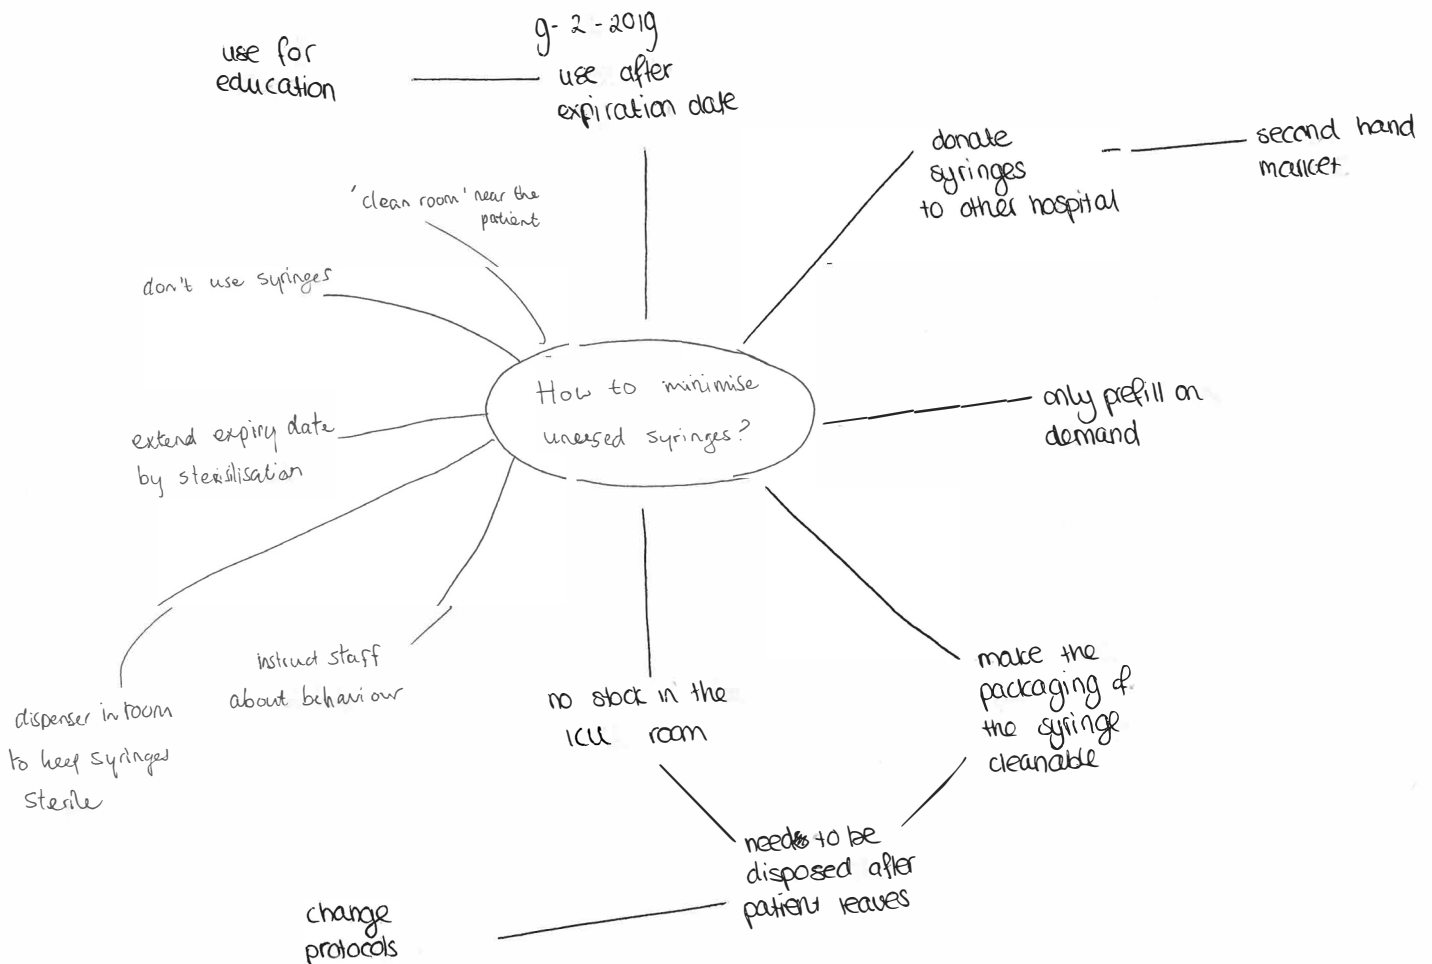 g-2-2019
use for
education
use after
expiration date
donate
syringes
to other hospital
second hand
market
'clean room' near the
patient
don't use syringes
How to minimise
unused syringes?
only prefill on
demand
extend expiry date
by sterilisation
dispenser in room
to keep syringes
sterile
instruct staff
about behaviour
no stock in the
ICU room
make the
packaging of
the syringe
cleanable
needs to be
disposed after
patient leaves
change
protocols